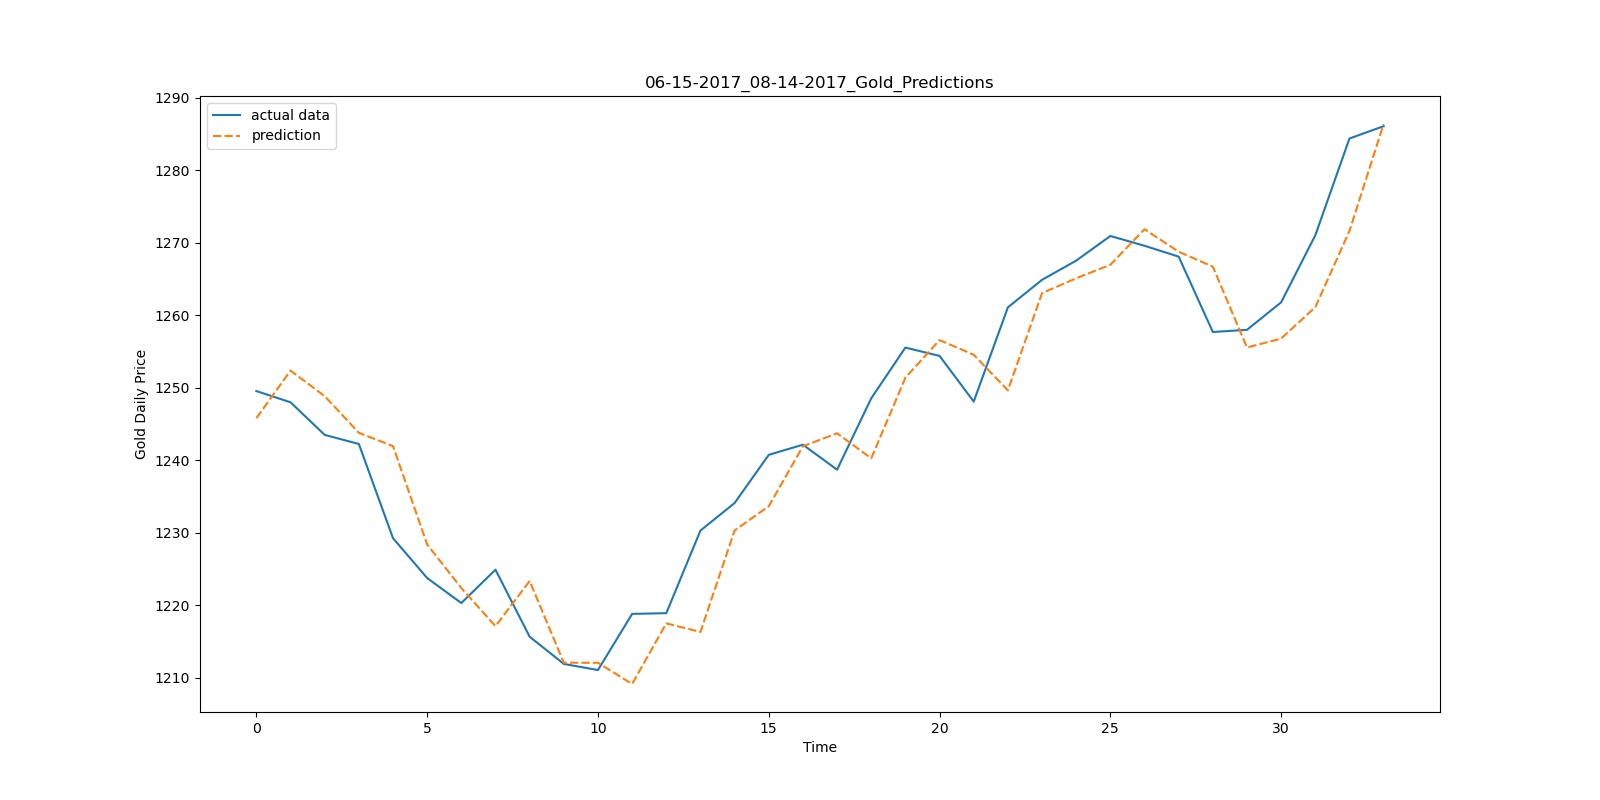 06-15-2017_08-14-2017_Gold_Predictions
actual data
prediction
Gold Daily Price
1290
1280
1270
1260
1250
1240
1230
1220
1210
0 5 10 15 20 25 30
Time